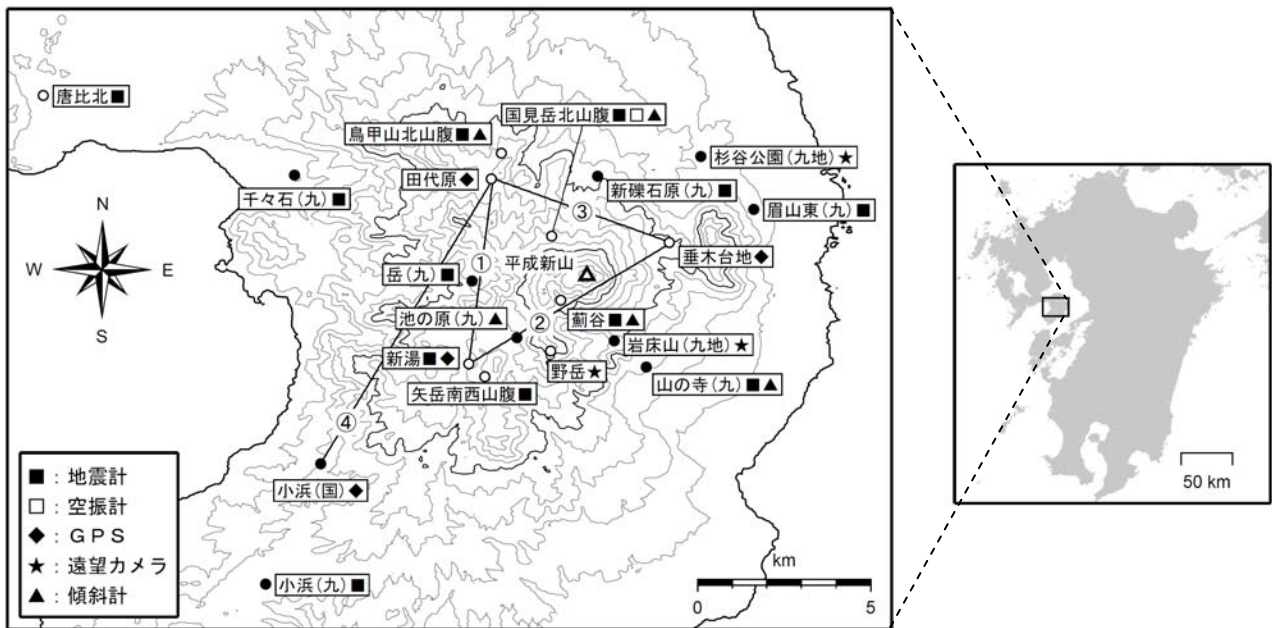 唐比北■
国見岳北山腹■□▲
鳥甲山北山腹■▲
杉谷公園(九地)★
田代原◆
千々石(九)■
新礫石原(九)■
③
眉山東(九)■
N
W
E
S
①
平成新山
垂木台地◆
岳(九)■
池の原(九)▲
②
薊谷■▲
新湯■◆
岩床山(九地)★
野岳★
山の寺(九)■▲
矢岳南西山腹■
④
小浜(国)◆
小浜(九)■
■:地震計
□:空振計
◆:GPS
★:遠望カメラ
▲:傾斜計
km
0 5
50 km